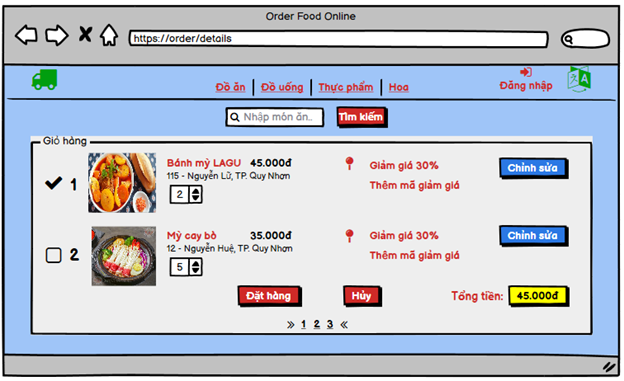 Order Food Online
https://order/details
Đồ ăn Đồ uống Thực phẩm Hoa
Đăng nhập
Nhập món ăn.. Tìm kiếm
Giỏ hàng
1 Bánh mỳ LAGU 45.000đ Giảm giá 30% Chỉnh sửa
115 - Nguyễn Lữ, TP. Quy Nhơn
2 Thêm mã giảm giá
2 Mỳ cay bò 35.000đ Giảm giá 30% Chỉnh sửa
12 - Nguyễn Huệ, TP. Quy Nhơn
5 Thêm mã giảm giá
Đặt hàng Hủy Tổng tiền: 45.000đ
» 1 2 3 «